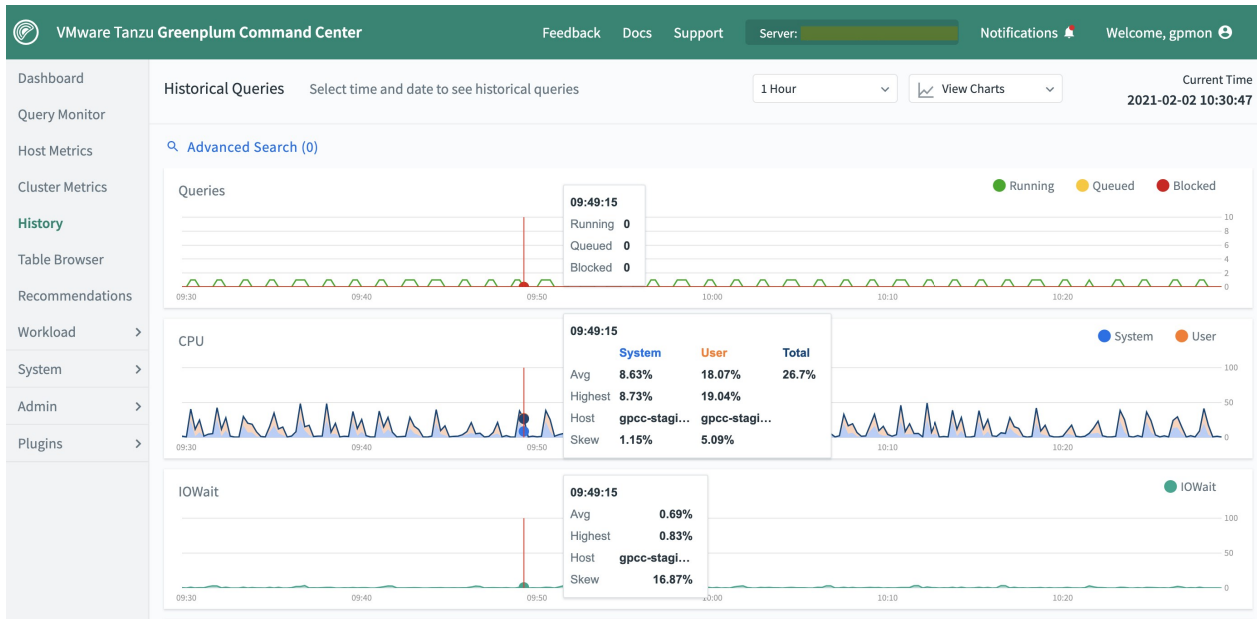 VMware Tanzu Greenplum Command Center
Feedback
Docs
Support
Server:
Notifications
Welcome, gpmon
Dashboard
Query Monitor
Host Metrics
Cluster Metrics
History
Table Browser
Recommendations
Workload
System
Admin
Plugins
Historical Queries
Select time and date to see historical queries
1 Hour
View Charts
Current Time
2021-02-02 10:30:47
Advanced Search (0)
Queries
Running
Queued
Blocked
09:49:15
Running 0
Queued 0
Blocked 0
10
8
6
4
2
0
09:30
09:40
09:50
10:00
10:10
10:20
CPU
System
User
09:49:15
System User Total
Avg 8.63% 18.07% 26.7%
Highest 8.73% 19.04%
Host gpcc-stagi... gpcc-stagi...
Skew 1.15% 5.09%
100
50
0
09:30
09:40
09:50
10:10
10:20
IOWait
IOWait
09:49:15
Avg 0.69%
Highest 0.83%
Host gpcc-stagi...
Skew 16.87%
100
50
0
09:30
09:40
09:50
10:00
10:10
10:20